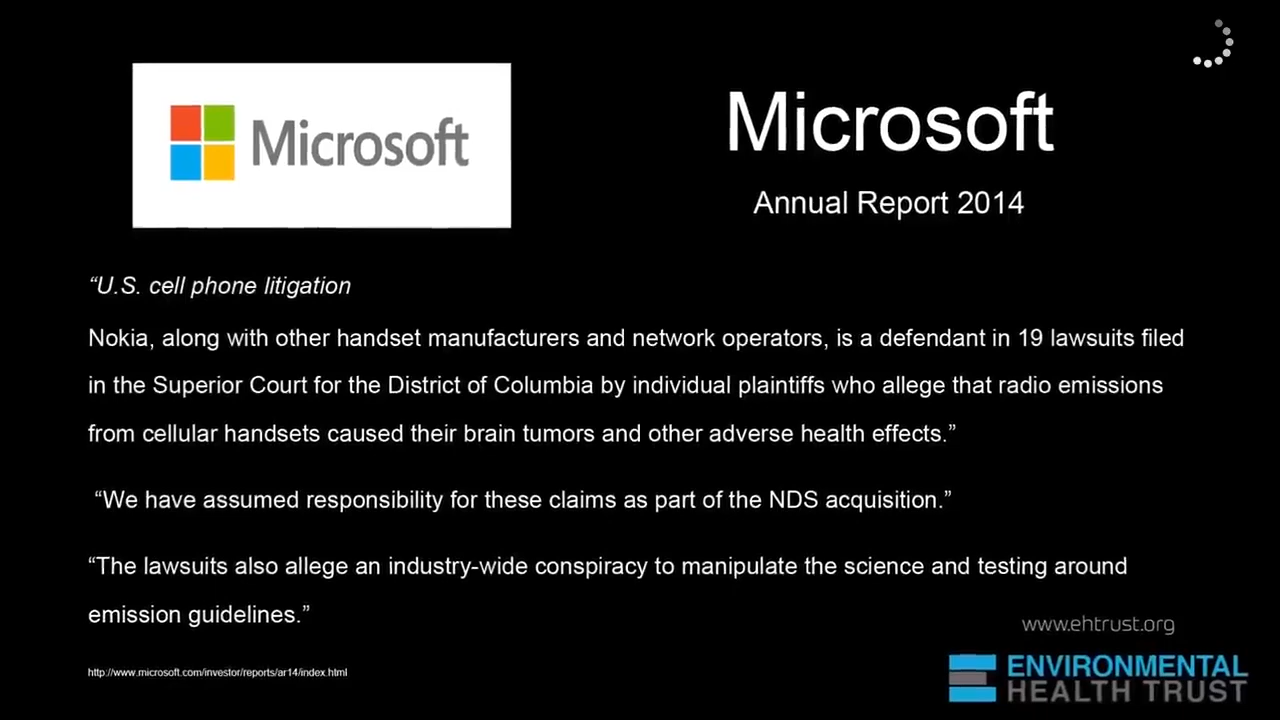 Microsoft
Microsoft
Annual Report 2014
“U.S. cell phone litigation
Nokia, along with other handset manufacturers and network operators, is a defendant in 19 lawsuits filed
in the Superior Court for the District of Columbia by individual plaintiffs who allege that radio emissions
from cellular handsets caused their brain tumors and other adverse health effects.”
“We have assumed responsibility for these claims as part of the NDS acquisition.”
“The lawsuits also allege an industry-wide conspiracy to manipulate the science and testing around
emission guidelines.”
www.ehtrust.org
http://www.microsoft.com/investor/reports/ar14/index.html
ENVIRONMENTAL
HEALTH TRUST